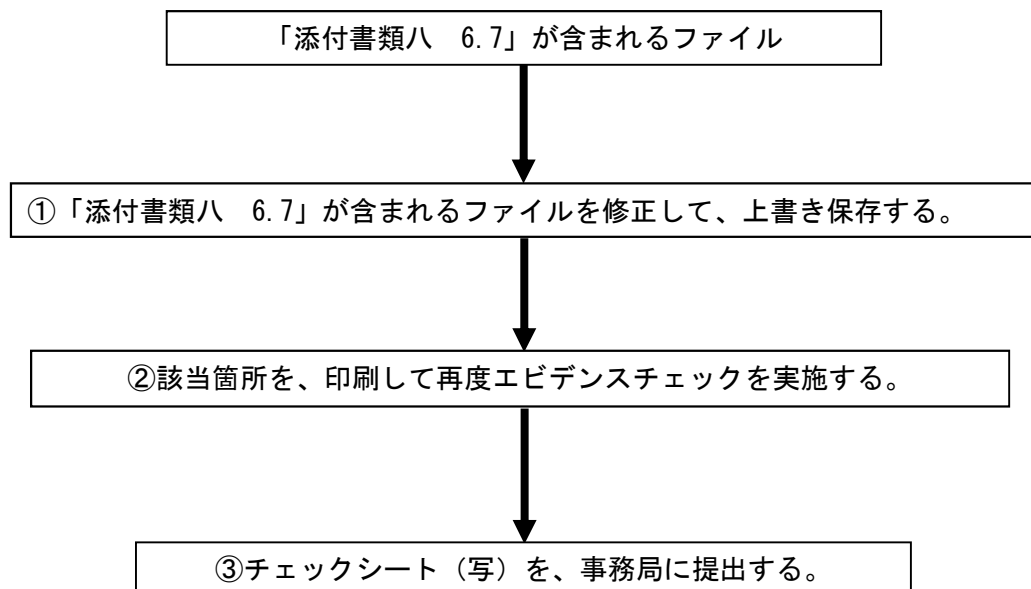 「添付書類八　6.7」が含まれるファイル
①「添付書類八　6.7」が含まれるファイルを修正して、上書き保存する。
②該当箇所を、印刷して再度エビデンスチェックを実施する。
③チェックシート（写）を、事務局に提出する。